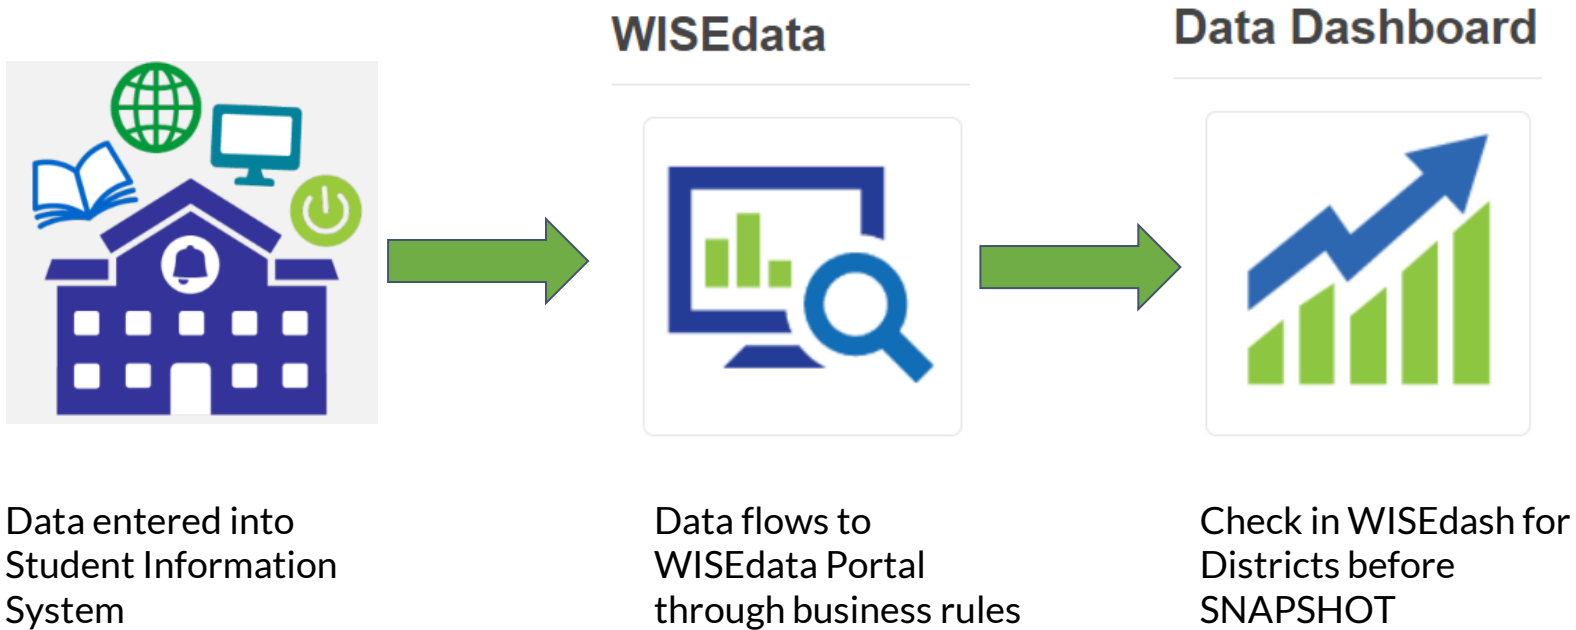 WISEdata
Data Dashboard
Data entered into
Student Information
System
Data flows to
WISEdata Portal
through business rules
Check in WISEdash for
Districts before
SNAPSHOT